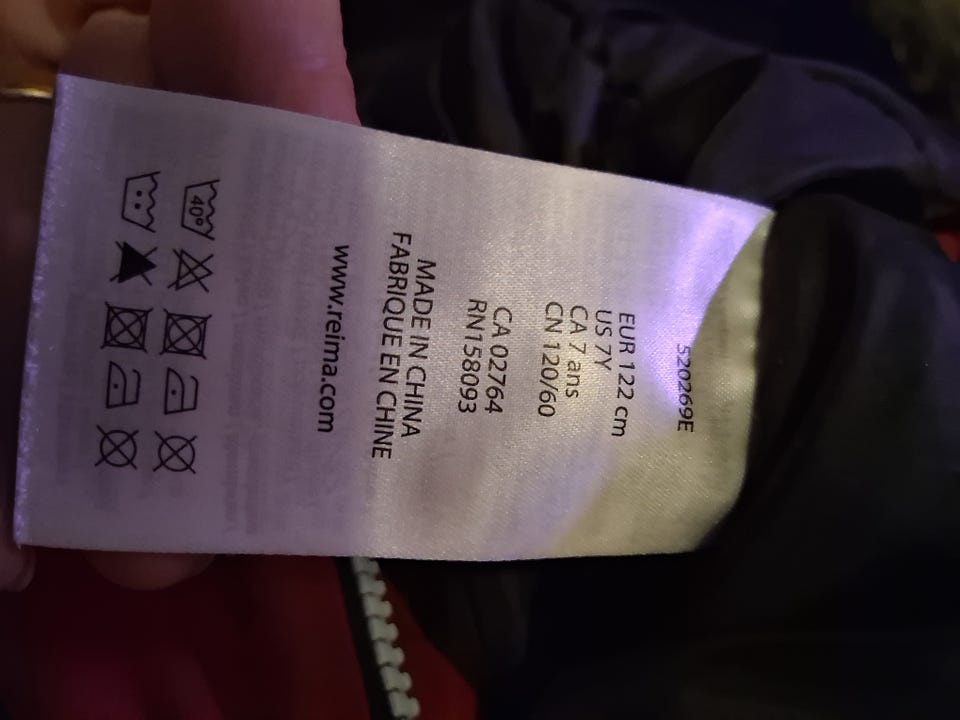 520269E
EUR 122 cm
US 7Y
CA 7 ans
CN 120/60
CA 02764
RN158093
MADE IN CHINA
FABRIQUE EN CHINE
www.reima.com
40°